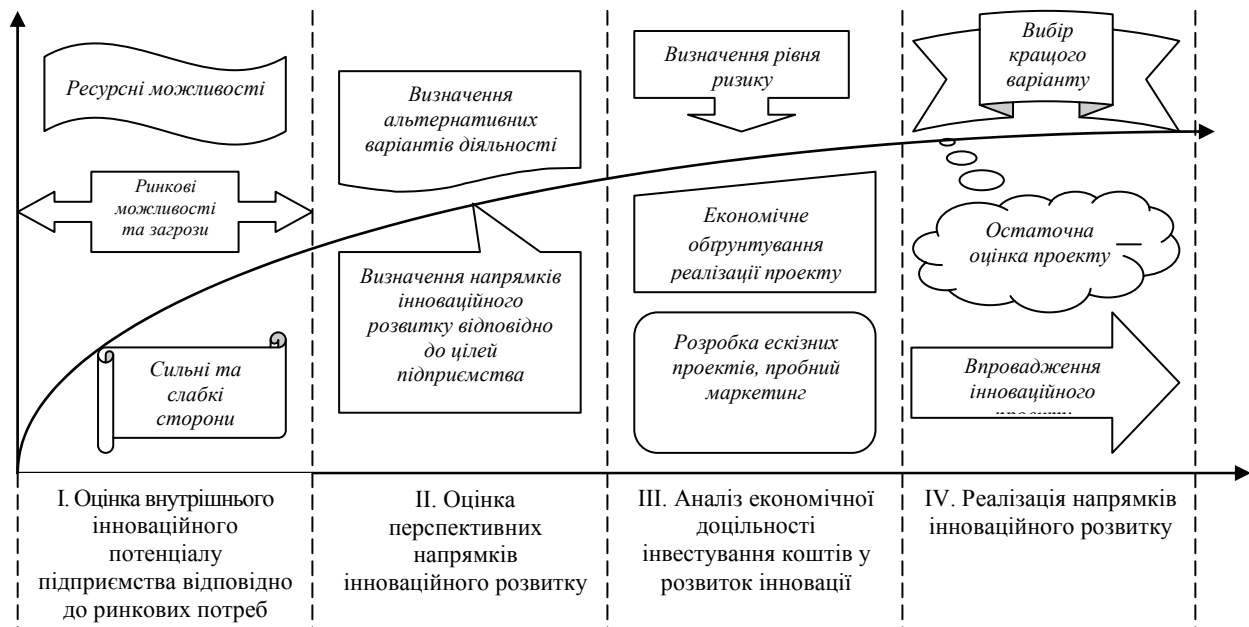 Ресурсні можливості
Ринкові
можливості
та загрози
Сильні та
слабкі
сторони
Визначення
альтернативних
варіантів діяльності
Визначення напрямків
інноваційного
розвитку відповідно
до цілей
підприємства
Визначення рівня
ризику
Економічне
обґрунтування
реалізації проекту
Розробка ескізних
проектів, пробний
маркетинг
Вибір
кращого
варіанту
Остаточна
оцінка проекту
Впровадження
інноваційного
I. Оцінка внутрішнього
інноваційного
потенціалу
підприємства відповідно
до ринкових потреб
II. Оцінка
перспективних
напрямків
інноваційного розвитку
III. Аналіз економічної
доцільності
інвестування коштів у
розвиток інновації
IV. Реалізація напрямків
інноваційного розвитку